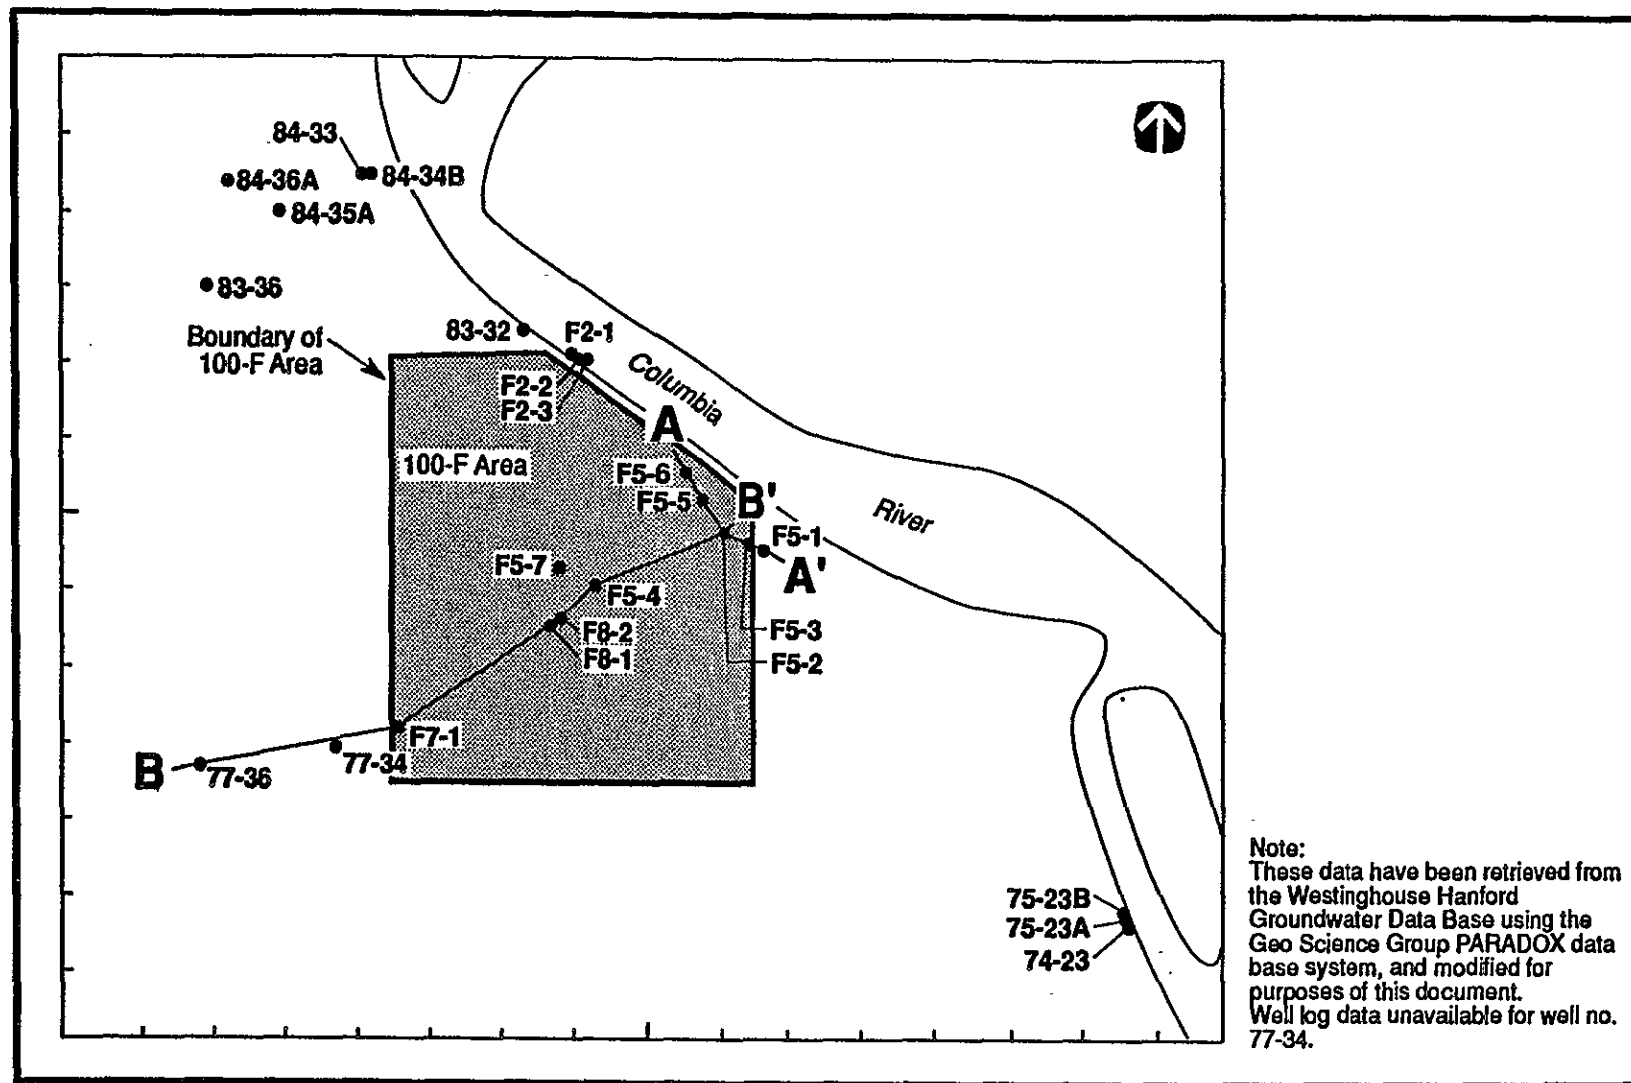 84-33
84-36A
84-34B
84-35A
83-36
Boundary of
100-F Area
83-32
F2-1
F2-2
F2-3
Columbia
A
100-F Area
F5-6
F5-5
B'
River
F5-1
F5-7
A'
F5-4
F8-2
F5-3
F8-1
F5-2
F7-1
77-34
B
77-36
75-23B
75-23A
74-23
Note:
These data have been retrieved from
the Westinghouse Hanford
Groundwater Data Base using the
Geo Science Group PARADOX data
base system, and modified for
purposes of this document.
Well log data unavailable for well no.
77-34.